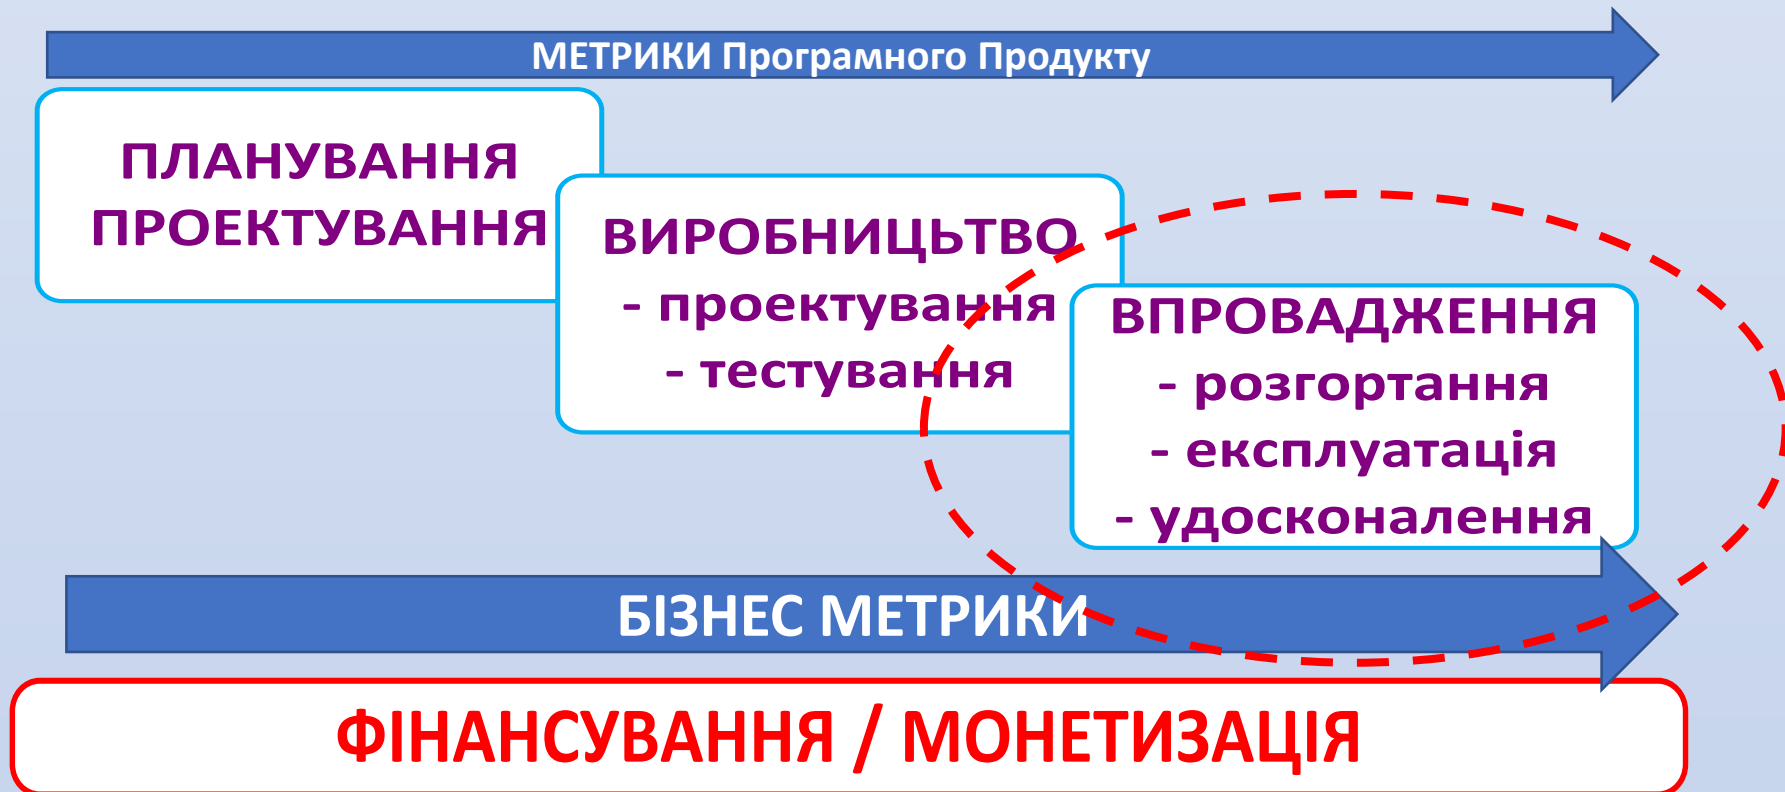 МЕТРИКИ Програмного Продукту
ПЛАНУВАННЯ
ПРОЕКТУВАННЯ
ВИРОБНИЦЬТВО
- проектування
- тестування
ВПРОВАДЖЕННЯ
- розгортання
- експлуатація
- удосконалення
БІЗНЕС МЕТРИКИ
ФІНАНСУВАННЯ / МОНЕТИЗАЦІЯ